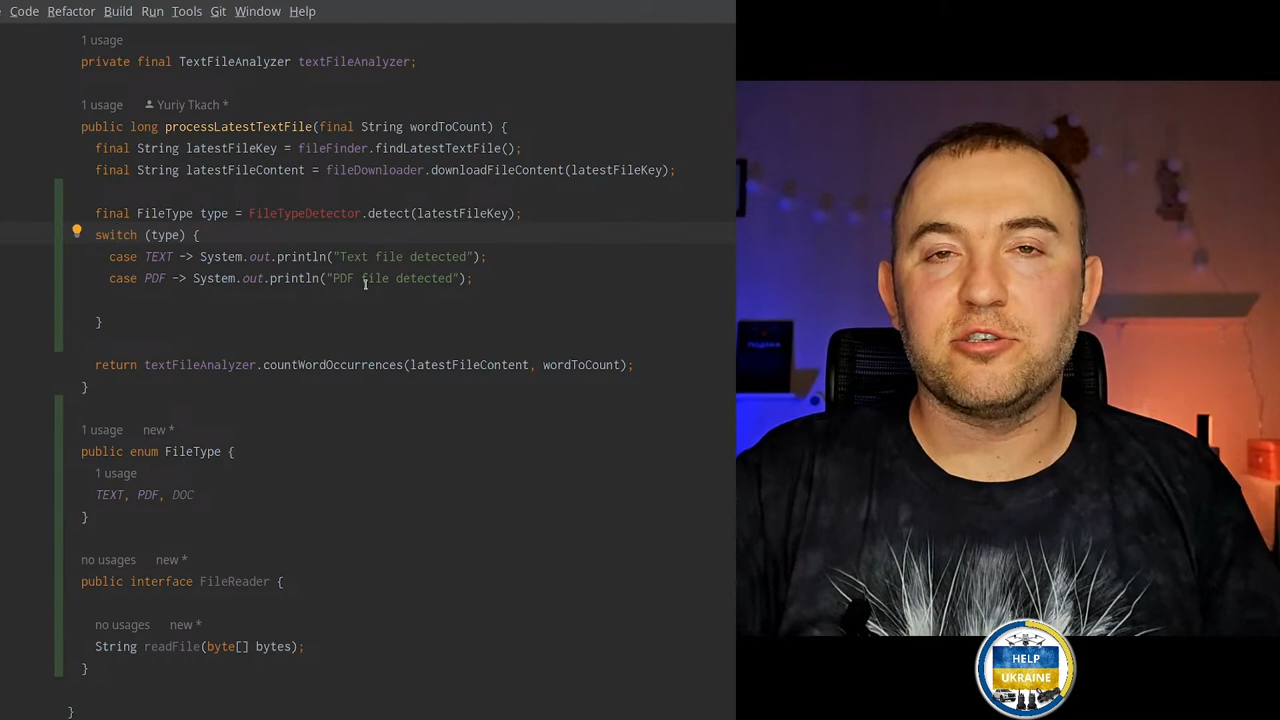 Code Refactor Build Run Tools Git Window Help
1 usage
private final TextFileAnalyzer textFileAnalyzer;
1 usage Yuriy Tkach *
public long processLatestTextFile(final String wordToCount) {
final String latestFileKey = fileFinder.findLatestTextFile();
final String latestFileContent = fileDownloader.downloadFileContent(latestFileKey);
final FileType type = FileTypeDetector.detect(latestFileKey);
switch (type) {
case TEXT -> System.out.println("Text file detected");
case PDF -> System.out.println("PDF file detected");
}
return textFileAnalyzer.countWordOccurrences(latestFileContent, wordToCount);
}
1 usage new *
public enum FileType {
1 usage
TEXT, PDF, DOC
}
no usages new *
public interface FileReader {
no usages new *
String readFile(byte[] bytes);
}
}
HELP
UKRAINE